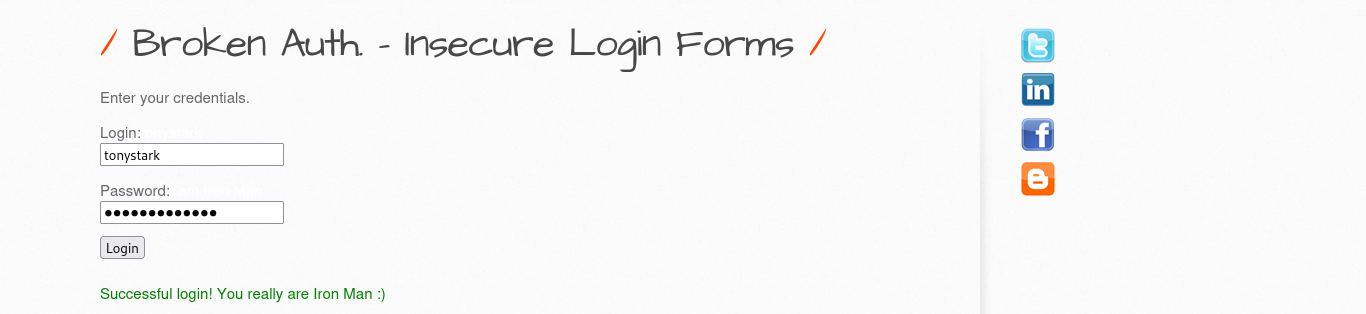 / Broken Auth. - Insecure Login Forms /
Enter your credentials.
Login: tonystark
tonystark
Password: I am Iron Man
●●●●●●●●●●●●●
Login
Successful login! You really are Iron Man :)